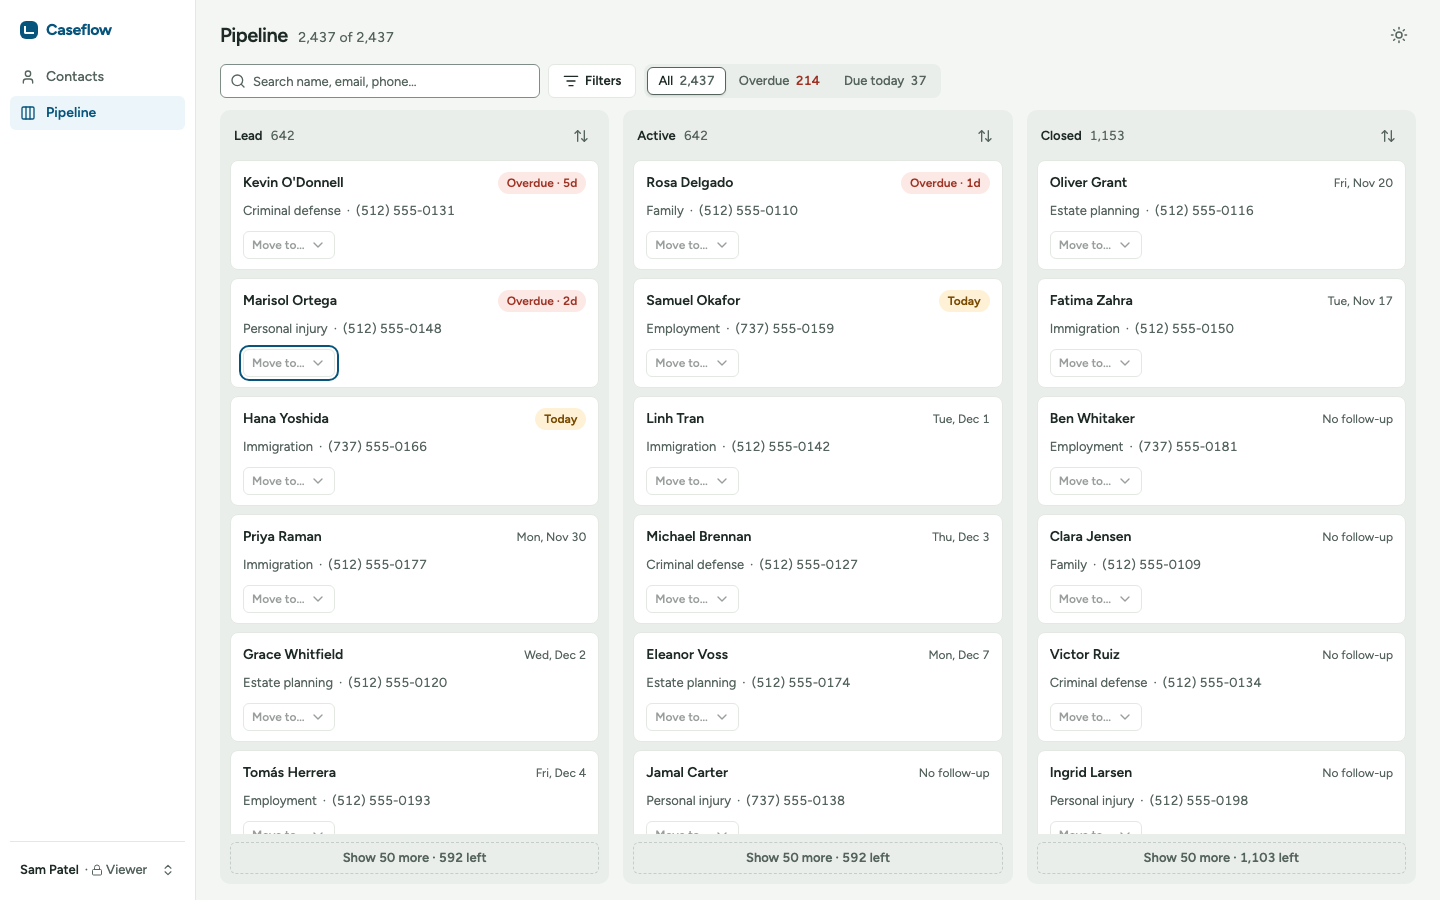 Caseflow
Contacts
Pipeline
Sam Patel · Viewer
Pipeline 2,437 of 2,437
Search name, email, phone...
Filters
All 2,437
Overdue 214
Due today 37
Lead 642
Kevin O'Donnell
Overdue · 5d
Criminal defense · (512) 555-0131
Move to...
Marisol Ortega
Overdue · 2d
Personal injury · (512) 555-0148
Move to...
Hana Yoshida
Today
Immigration · (737) 555-0166
Move to...
Priya Raman
Mon, Nov 30
Immigration · (512) 555-0177
Move to...
Grace Whitfield
Wed, Dec 2
Estate planning · (512) 555-0120
Move to...
Tomás Herrera
Fri, Dec 4
Employment · (512) 555-0193
Move to...
Show 50 more · 592 left
Active 642
Rosa Delgado
Overdue · 1d
Family · (512) 555-0110
Move to...
Samuel Okafor
Today
Employment · (737) 555-0159
Move to...
Linh Tran
Tue, Dec 1
Immigration · (512) 555-0142
Move to...
Michael Brennan
Thu, Dec 3
Criminal defense · (512) 555-0127
Move to...
Eleanor Voss
Mon, Dec 7
Estate planning · (512) 555-0174
Move to...
Jamal Carter
No follow-up
Personal injury · (737) 555-0138
Move to...
Show 50 more · 592 left
Closed 1,153
Oliver Grant
Fri, Nov 20
Estate planning · (512) 555-0116
Move to...
Fatima Zahra
Tue, Nov 17
Immigration · (512) 555-0150
Move to...
Ben Whitaker
No follow-up
Employment · (737) 555-0181
Move to...
Clara Jensen
No follow-up
Family · (512) 555-0109
Move to...
Victor Ruiz
No follow-up
Criminal defense · (512) 555-0134
Move to...
Ingrid Larsen
No follow-up
Personal injury · (512) 555-0198
Move to...
Show 50 more · 1,103 left